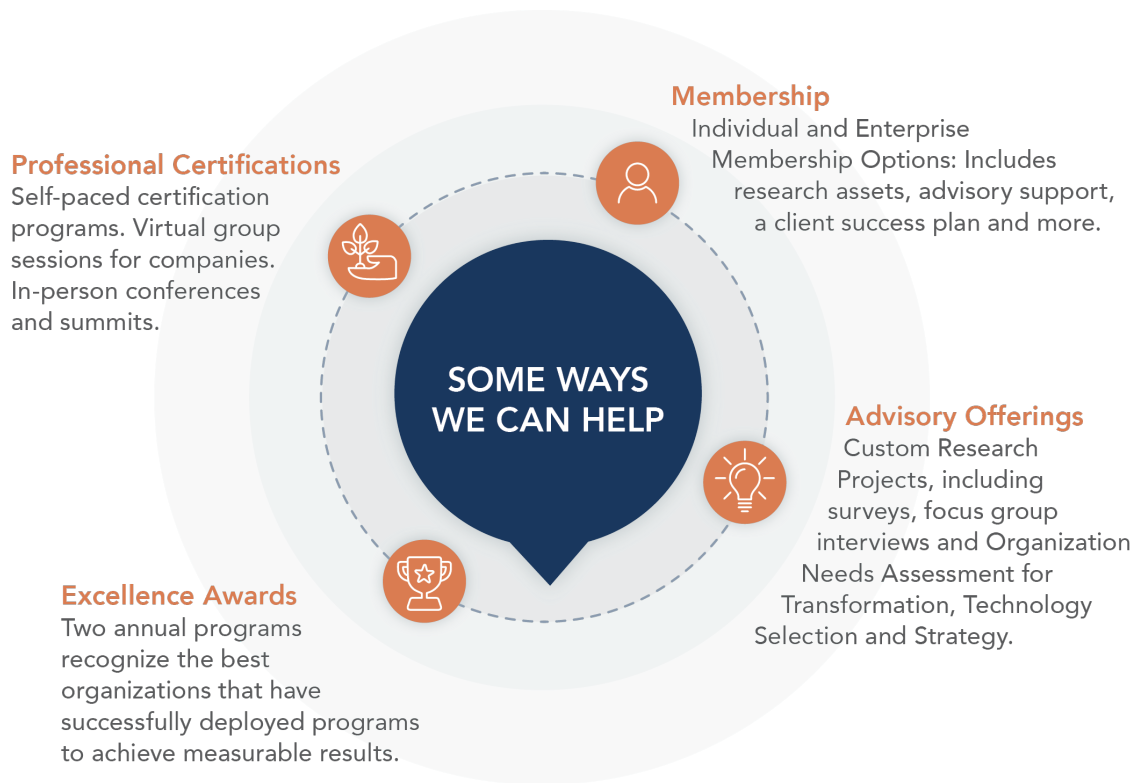 SOME WAYS
WE CAN HELP
Membership
Individual and Enterprise
Membership Options: Includes
research assets, advisory support,
a client success plan and more.
Advisory Offerings
Custom Research
Projects, including
surveys, focus group
interviews and Organization
Needs Assessment for
Transformation, Technology
Selection and Strategy.
Excellence Awards
Two annual programs
recognize the best
organizations that have
successfully deployed programs
to achieve measurable results.
Professional Certifications
Self-paced certification
programs. Virtual group
sessions for companies.
In-person conferences
and summits.